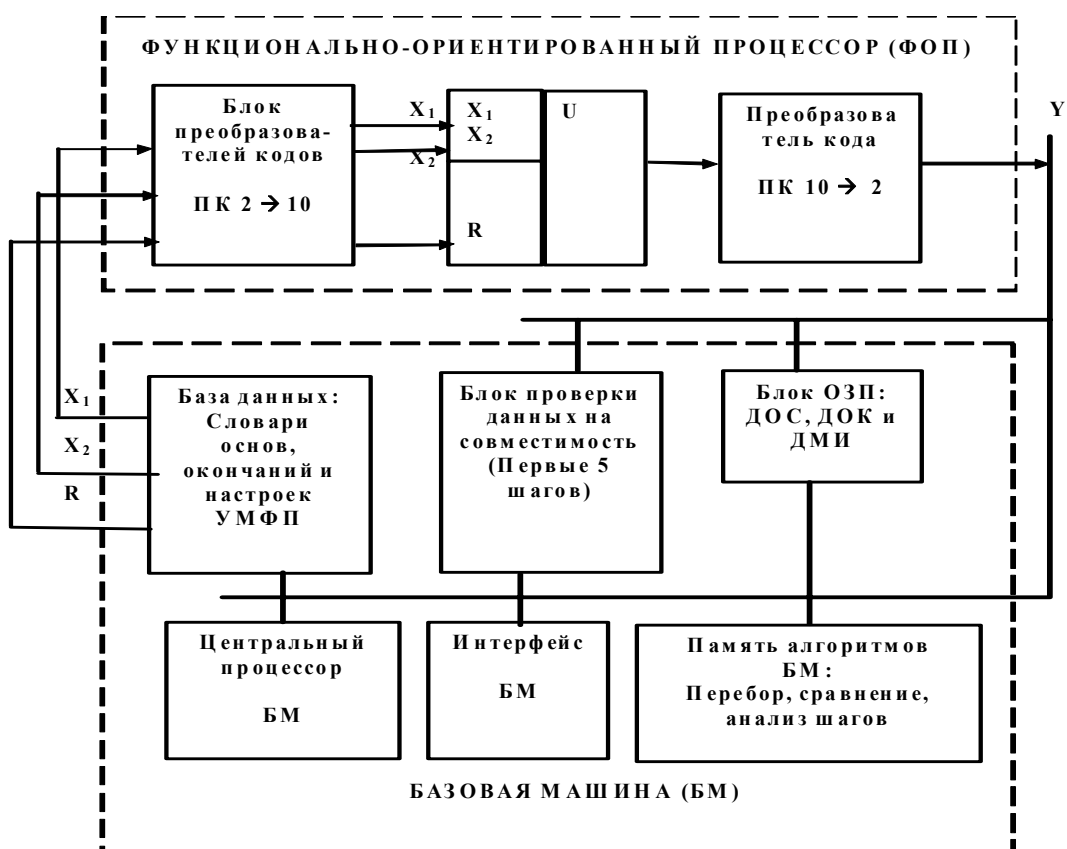 ФУНКЦИОНАЛЬНО-ОРИЕНТИРОВАННЫЙ ПРОЦЕССОР (ФОП)
Блок
преобразова-
телей кодов
ПК 2 → 10
X₁
X₂
X₁
X₂
R
U
Преобразова
тель кода
ПК 10 → 2
Y
X₁
X₂
R
База данных:
Словари
основ,
окончаний и
настроек
УМФП
Блок проверки
данных на
совместимость
(Первые 5
шагов)
Блок ОЗП:
ДОС, ДОК и
ДМИ
Центральный
процессор
БМ
Интерфейс
БМ
Память алгоритмов
БМ:
Перебор, сравнение,
анализ шагов
БАЗОВАЯ МАШИНА (БМ)